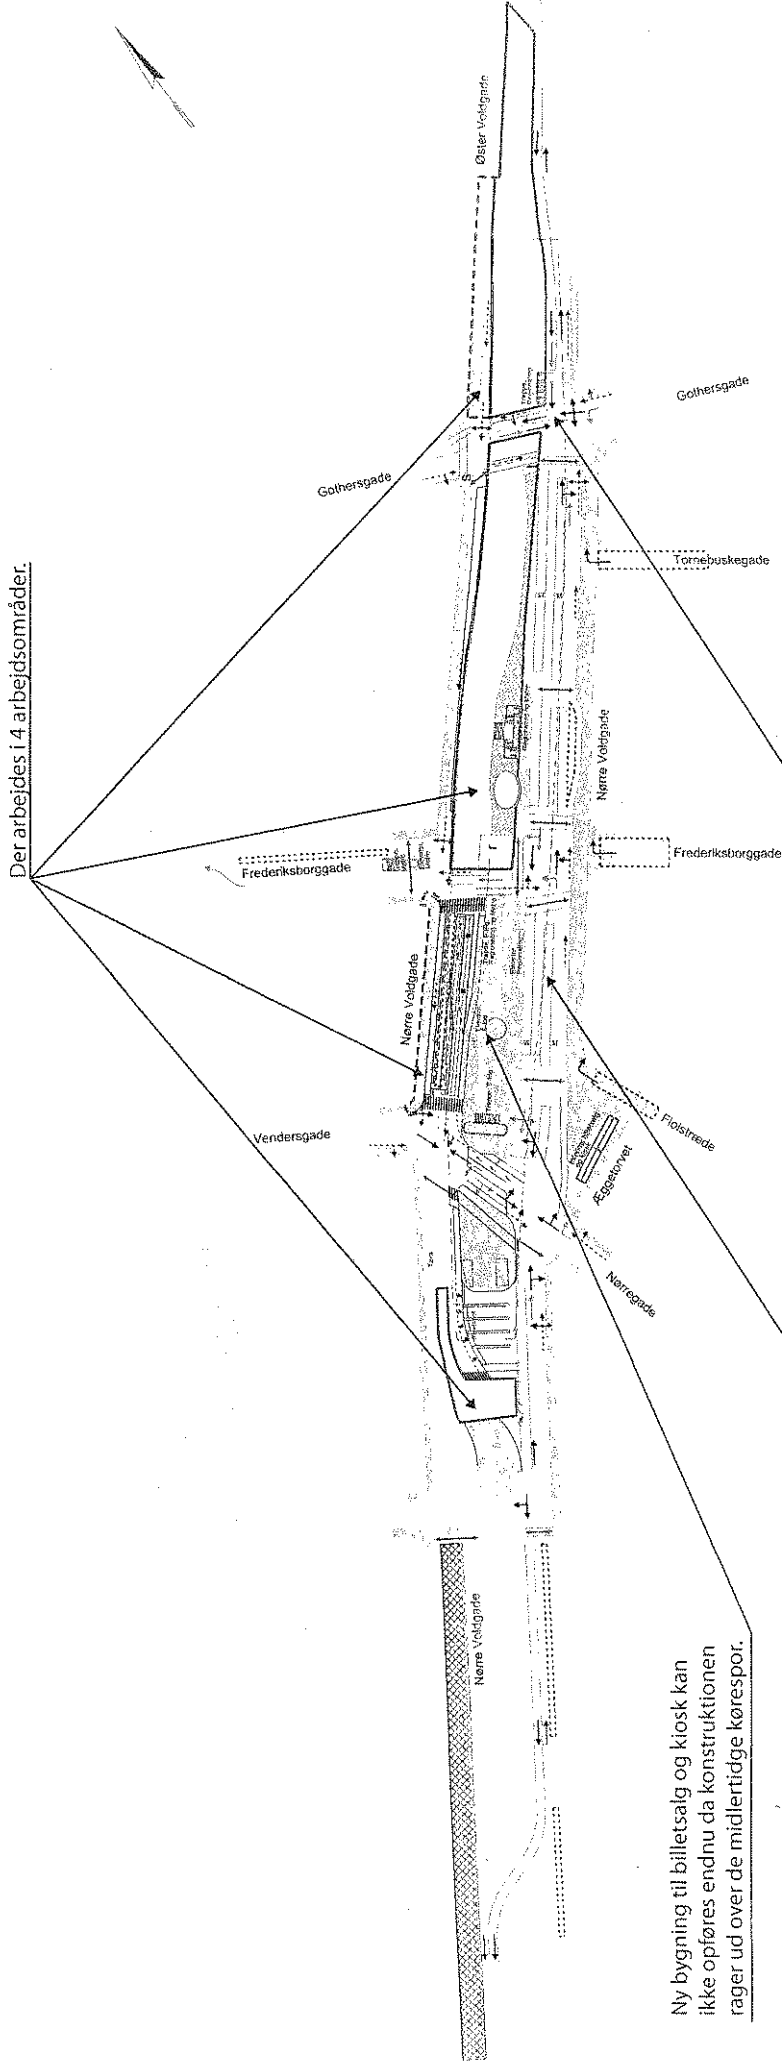 Der arbejdes i 4 arbejdsområder.
Øster Voldgade
Gothersgade
Gothersgade
Tornebuskegade
Nørre Voldgade
Frederiksborggade
Frederiksborggade
Nørre Voldgade
Vendersgade
Fiolstræde
Æggetorvet
Nørregade
Nørre Voldgade
Ny bygning til billetsalg og kiosk kan
ikke opføres endnu da konstruktionen
rager ud over de midlertidge kørespor.